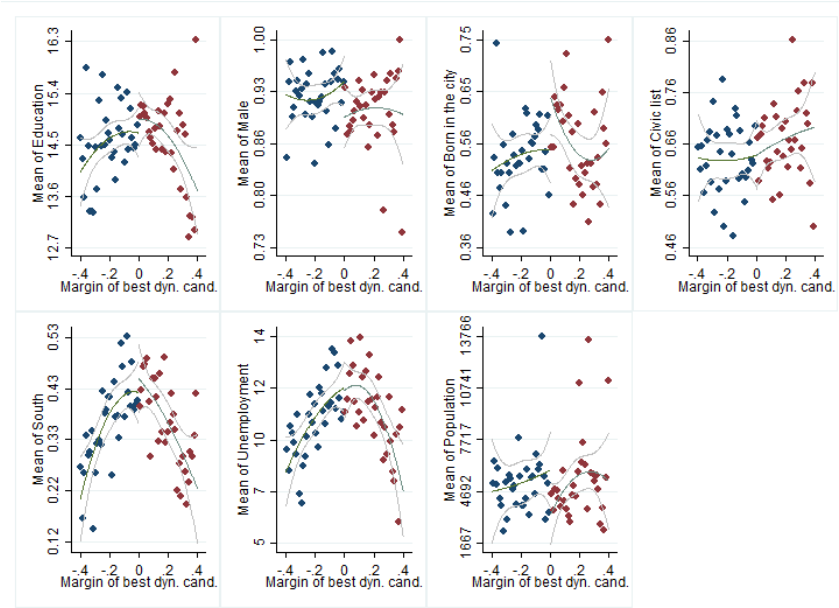 Mean of Education
16.3
15.4
14.5
13.6
12.7
-.4 -.2 0 .2 .4
Margin of best dyn. cand.
Mean of Male
1.00
0.93
0.86
0.80
0.73
-.4 -.2 0 .2 .4
Margin of best dyn. cand.
Mean of Born in the city
0.75
0.65
0.56
0.46
0.36
-.4 -.2 0 .2 .4
Margin of best dyn. cand.
Mean of Civic list
0.86
0.76
0.66
0.56
0.46
-.4 -.2 0 .2 .4
Margin of best dyn. cand.
Mean of South
0.53
0.43
0.33
0.22
0.12
-.4 -.2 0 .2 .4
Margin of best dyn. cand.
Mean of Unemployment
14
12
10
7
5
-.4 -.2 0 .2 .4
Margin of best dyn. cand.
Mean of Population
13766
10741
7717
4692
1667
-.4 -.2 0 .2 .4
Margin of best dyn. cand.